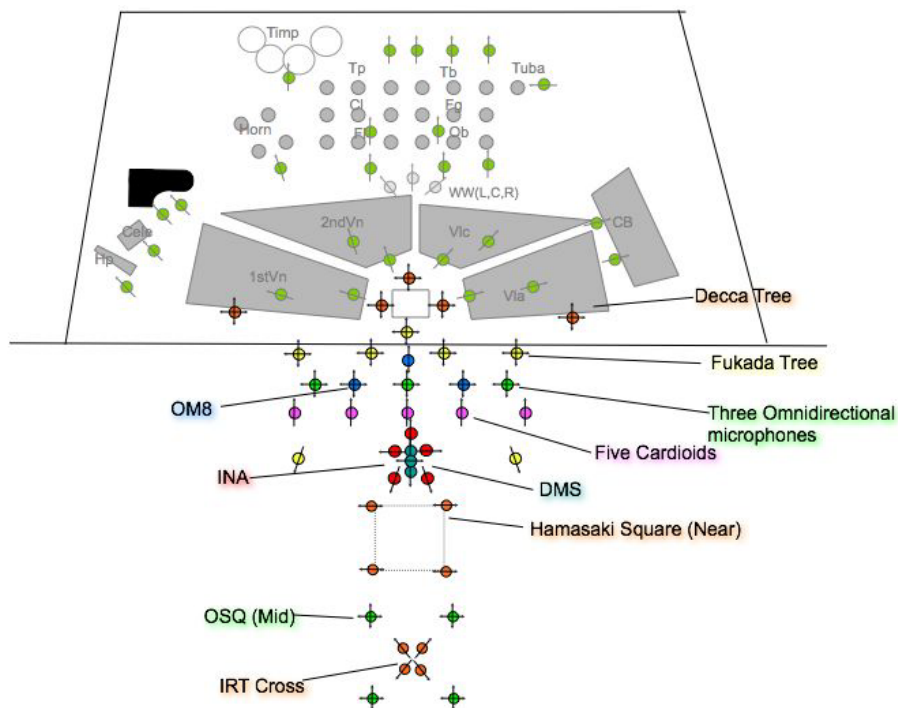 Timp
Tp
Tb
Tuba
Cl
Fg
Horn
Fl
Ob
WW(L,C,R)
2ndVn
Vlc
CB
Cele
Hp
1stVn
Vla
Decca Tree
Fukada Tree
OM8
Three Omnidirectional
microphones
Five Cardioids
INA
DMS
Hamasaki Square (Near)
OSQ (Mid)
IRT Cross